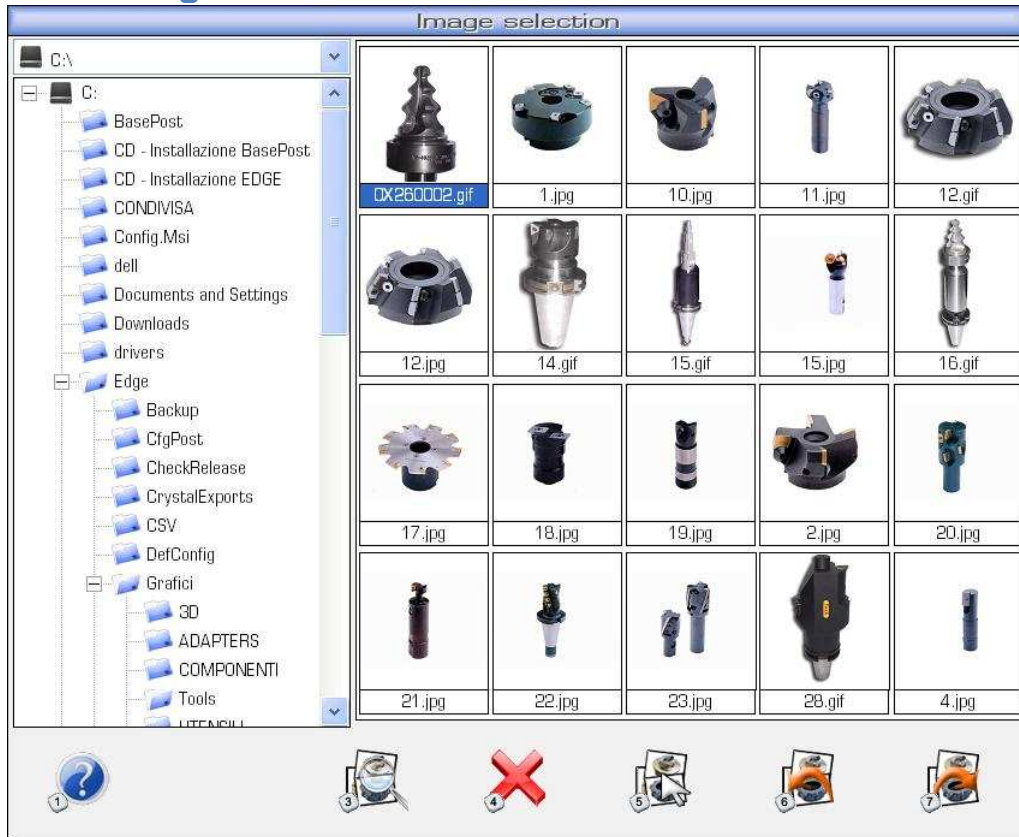 Image selection
C:\
C:
BasePost
CD - Installazione BasePost
CD - Installazione EDGE
CONDIVISA
Config.Msi
dell
Documents and Settings
Downloads
drivers
Edge
Backup
CfgPost
CheckRelease
CrystalExports
CSV
DefConfig
Grafici
3D
ADAPTERS
COMPONENTI
Tools
UTENSILI
0X260002.gif 1.jpg 10.jpg 11.jpg 12.gif
12.jpg 14.gif 15.gif 15.jpg 16.gif
17.jpg 18.jpg 19.jpg 2.jpg 20.jpg
21.jpg 22.jpg 23.jpg 28.gif 4.jpg
? 1 3 4 5 6 7